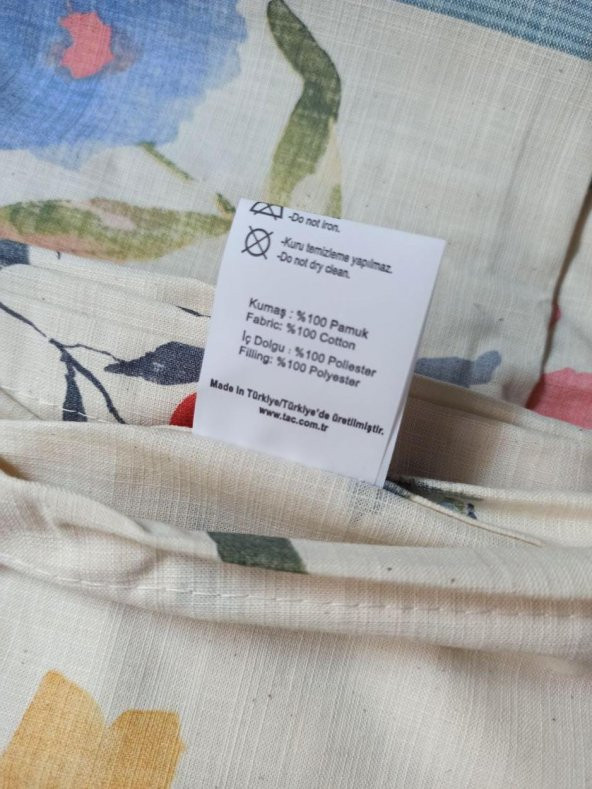 -Do not iron.
-Kuru temizleme yapılmaz.
-Do not dry clean.
Kumaş : %100 Pamuk
Fabric: %100 Cotton
İç Dolgu : %100 Poliester
Filling: %100 Polyester
Made in Türkiye/Türkiye'de üretilmiştir.
www.tac.com.tr